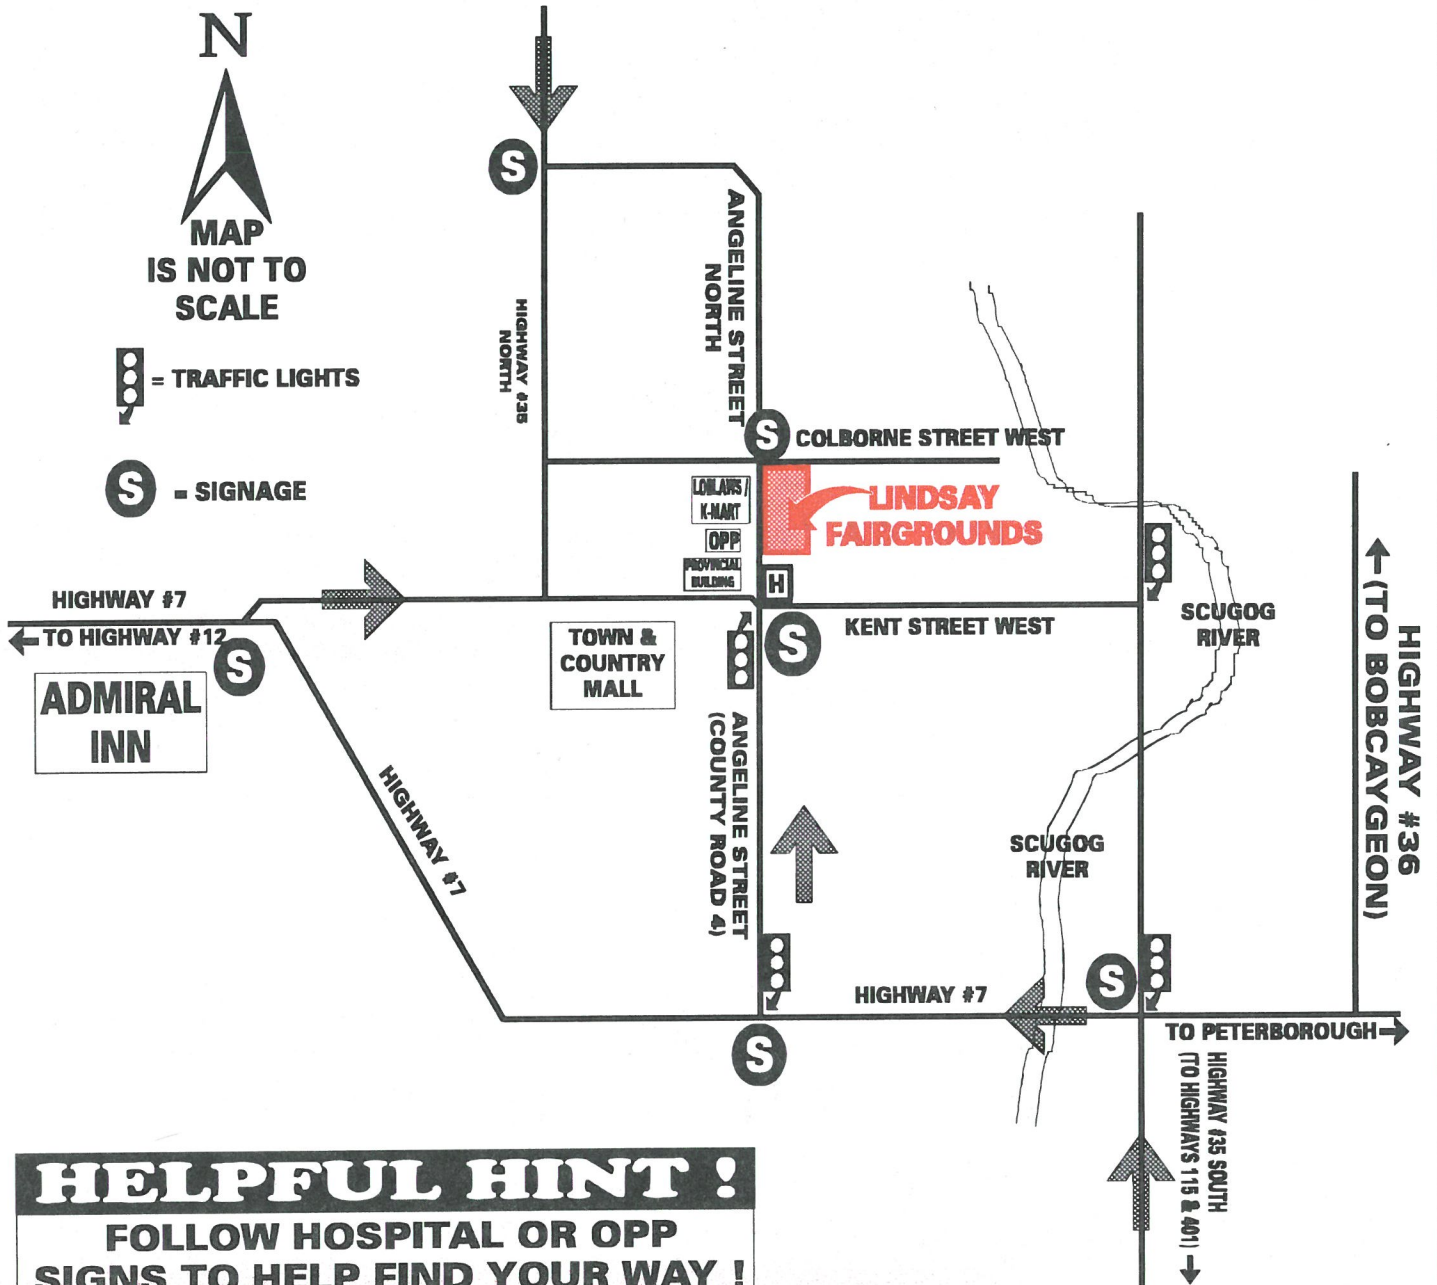 N
MAP
IS NOT TO
SCALE
= TRAFFIC LIGHTS
S = SIGNAGE
S
HIGHWAY #35
NORTH
ANGELINE STREET
NORTH
S
COLBORNE STREET WEST
LOBLAWS /
K-MART
OPP
PROVINCIAL
BUILDING
LINDSAY
FAIRGROUNDS
H
HIGHWAY #7
TO HIGHWAY #12
S
ADMIRAL
INN
TOWN &
COUNTRY
MALL
S
KENT STREET WEST
SCUGOG
RIVER
HIGHWAY #36
(TO BOBCAYGEON)
HIGHWAY #7
ANGELINE STREET
(COUNTY ROAD 4)
SCUGOG
RIVER
HIGHWAY #7
S
S
TO PETERBOROUGH
HIGHWAY #35 SOUTH
(TO HIGHWAYS 115 & 401)
HELPFUL HINT !
FOLLOW HOSPITAL OR OPP
SIGNS TO HELP FIND YOUR WAY !